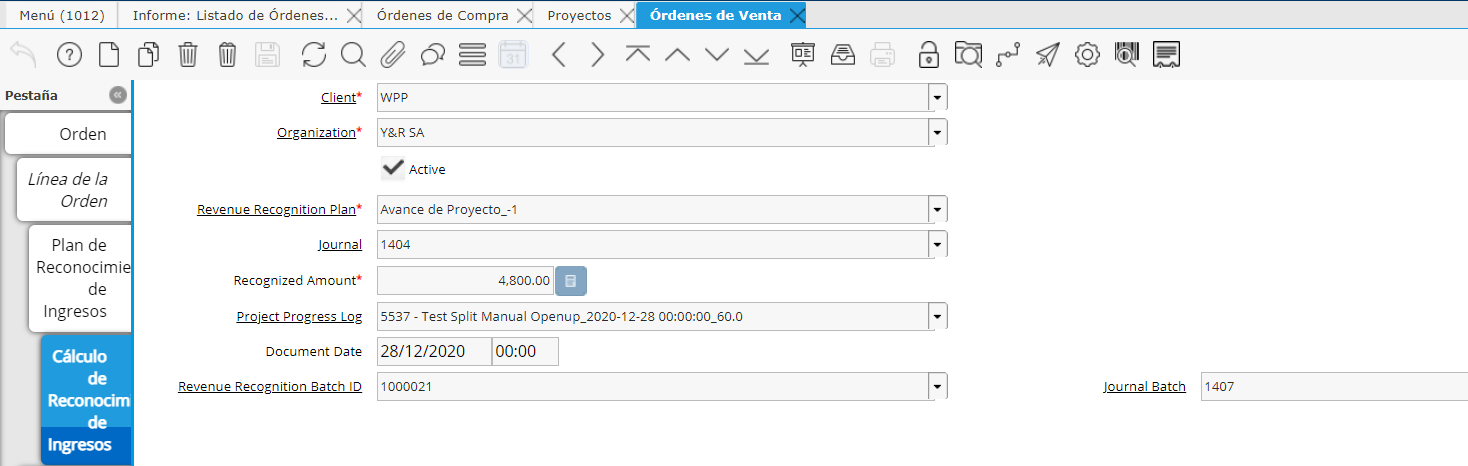 Menú (1012)
Informe: Listado de Órdenes...
Órdenes de Compra
Proyectos
Órdenes de Venta
31
Pestaña
Orden
Línea de la
Orden
Plan de
Reconocimie
de
Ingresos
Cálculo
de
Reconocim
de
Ingresos
Client* WPP
Organization* Y&R SA
Active
Revenue Recognition Plan* Avance de Proyecto_-1
Journal 1404
Recognized Amount* 4,800.00
Project Progress Log 5537 - Test Split Manual Openup_2020-12-28 00:00:00_60.0
Document Date 28/12/2020 00:00
Revenue Recognition Batch ID 1000021 Journal Batch 1407